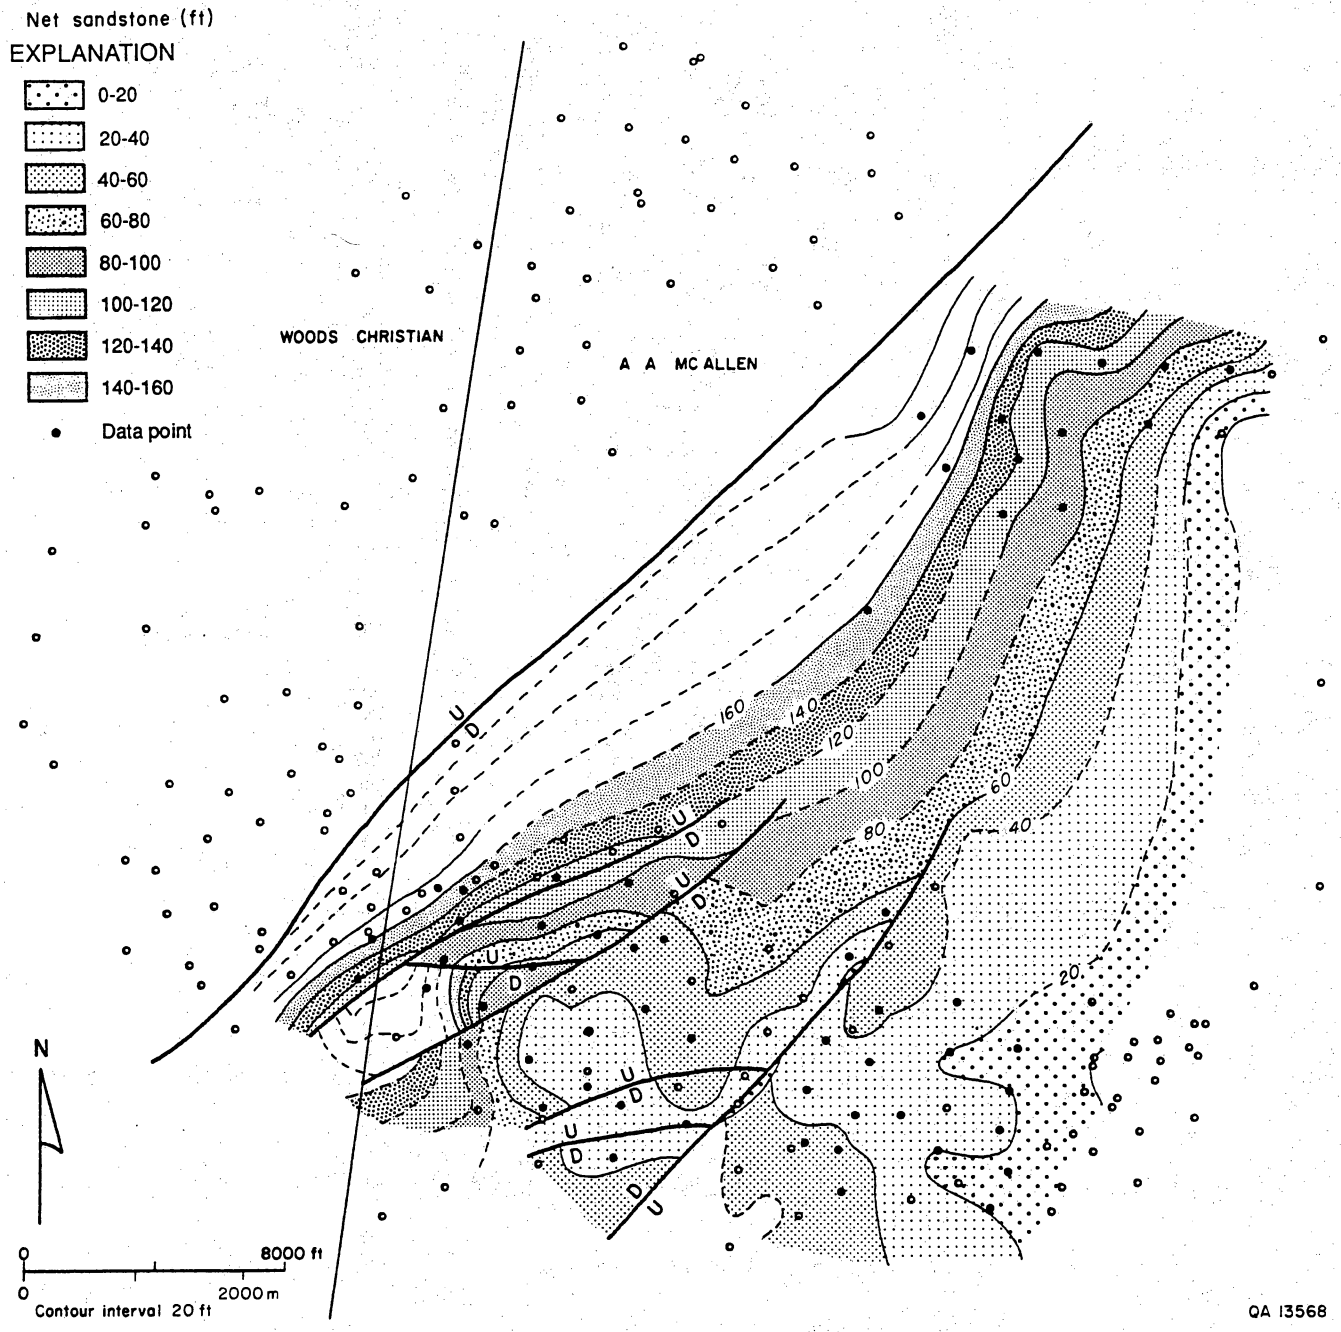 Net sandstone (ft)
EXPLANATION
0-20
20-40
40-60
60-80
80-100
100-120
120-140
140-160
Data point
WOODS CHRISTIAN
A A MC ALLEN
U
D
160
140
120
100
80
60
40
20
U
D
U
D
U
D
U
D
U
D
D
U
N
0
8000 ft
0
2000 m
Contour interval 20 ft
QA 13568